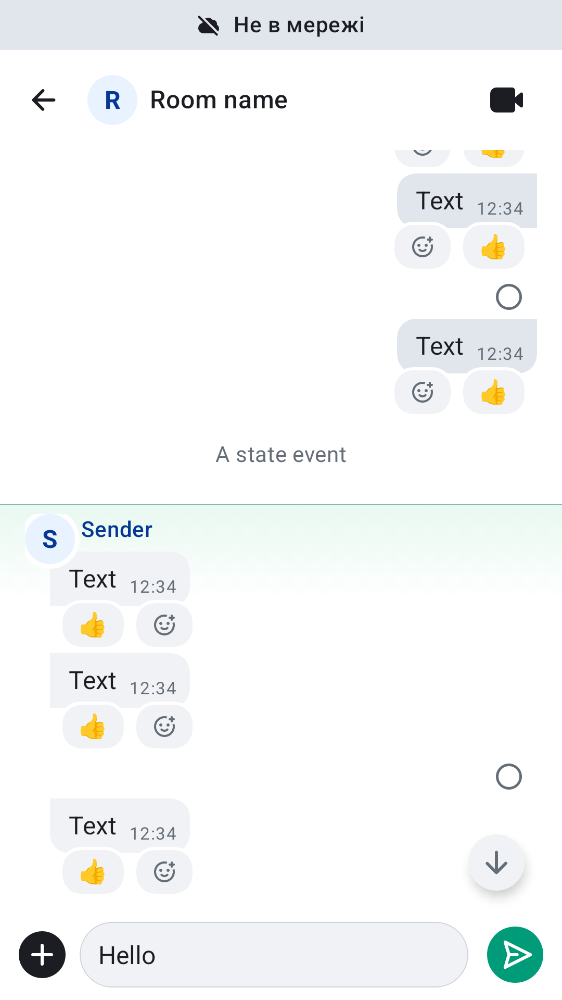 Не в мережі
R
Room name
Text 12:34
Text 12:34
A state event
S
Sender
Text 12:34
Text 12:34
Text 12:34
Hello